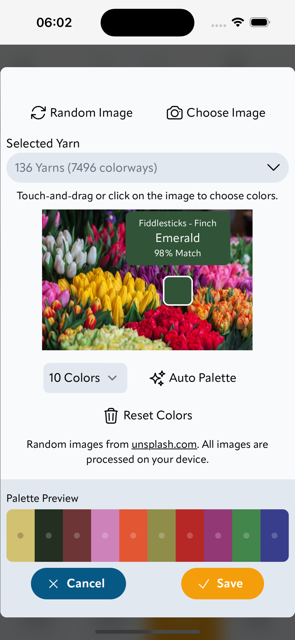 06:02
Random Image
Choose Image
Selected Yarn
136 Yarns (7496 colorways)
Touch-and-drag or click on the image to choose colors.
Fiddlesticks - Finch
Emerald
98% Match
10 Colors
Auto Palette
Reset Colors
Random images from unsplash.com. All images are
processed on your device.
Palette Preview
Cancel
Save